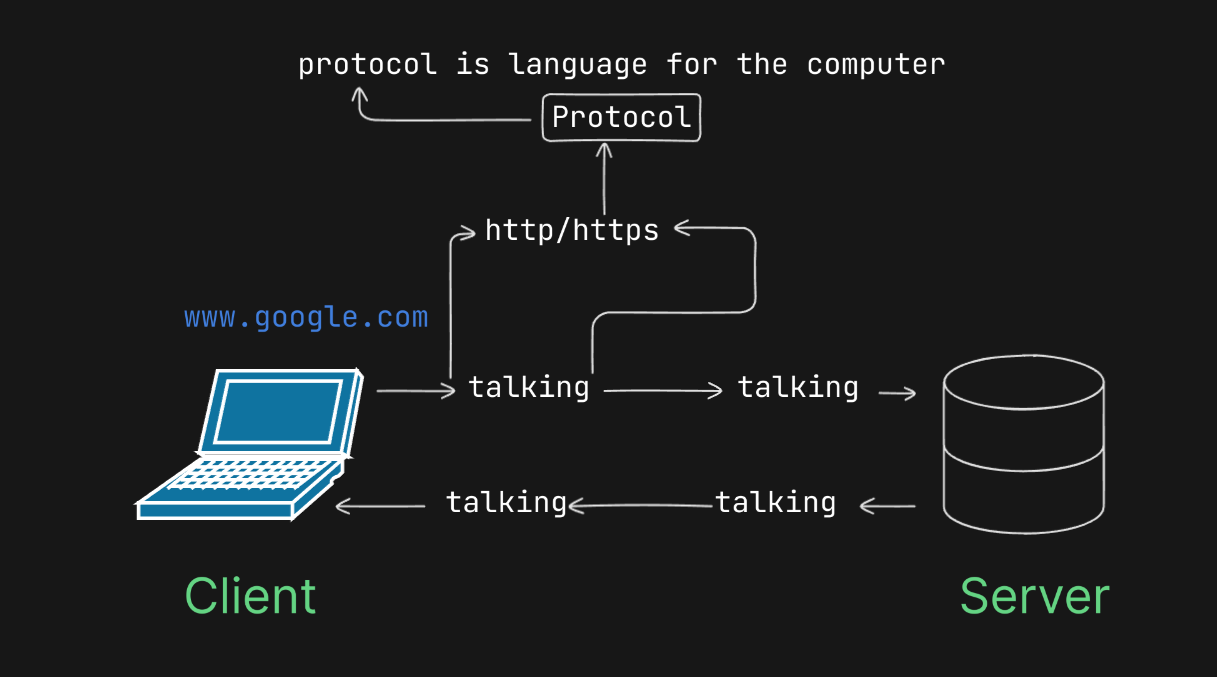 protocol is language for the computer
Protocol
http/https
www.google.com
talking
talking
talking
talking
Client
Server